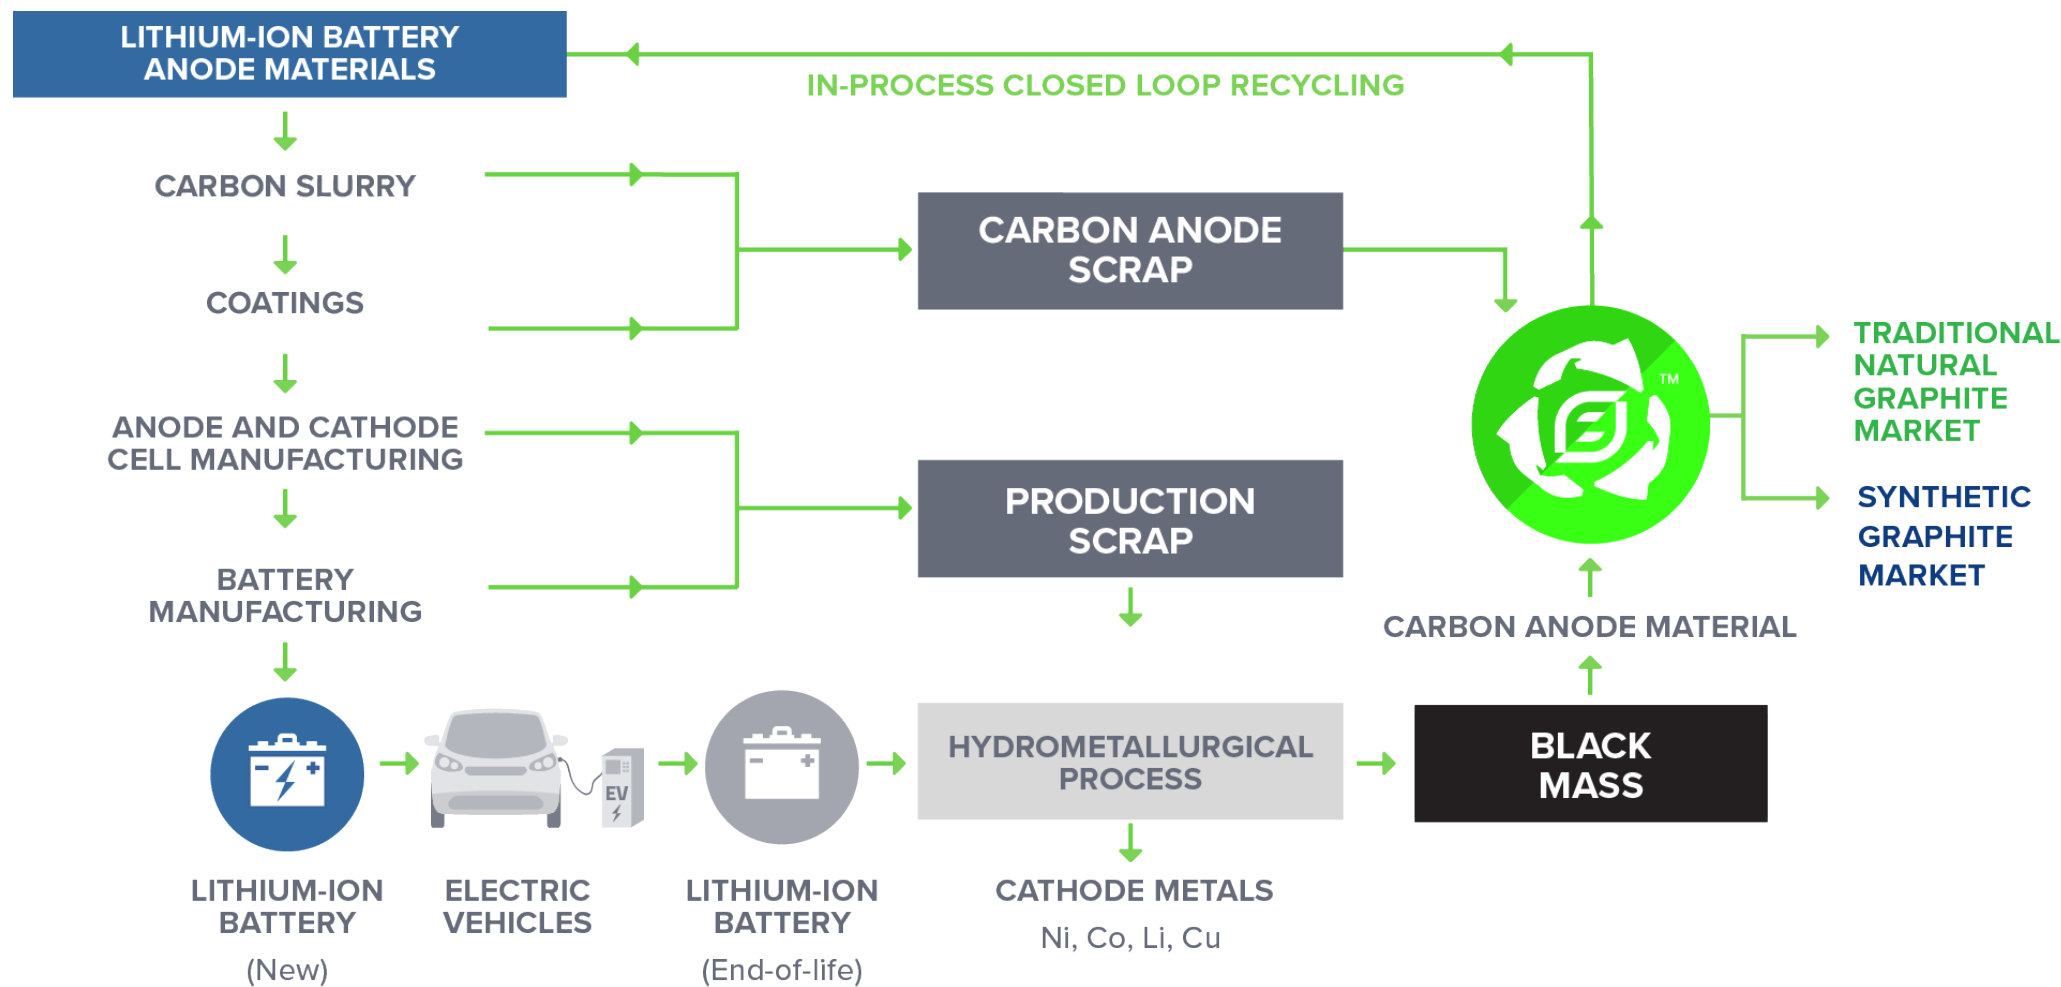 LITHIUM-ION BATTERY
ANODE MATERIALS
IN-PROCESS CLOSED LOOP RECYCLING
CARBON SLURRY
COATINGS
ANODE AND CATHODE
CELL MANUFACTURING
BATTERY
MANUFACTURING
CARBON ANODE
SCRAP
PRODUCTION
SCRAP
TM
TRADITIONAL
NATURAL
GRAPHITE
MARKET
SYNTHETIC
GRAPHITE
MARKET
CARBON ANODE MATERIAL
HYDROMETALLURGICAL
PROCESS
BLACK
MASS
EV
LITHIUM-ION
BATTERY
(New)
ELECTRIC
VEHICLES
LITHIUM-ION
BATTERY
(End-of-life)
CATHODE METALS
Ni, Co, Li, Cu